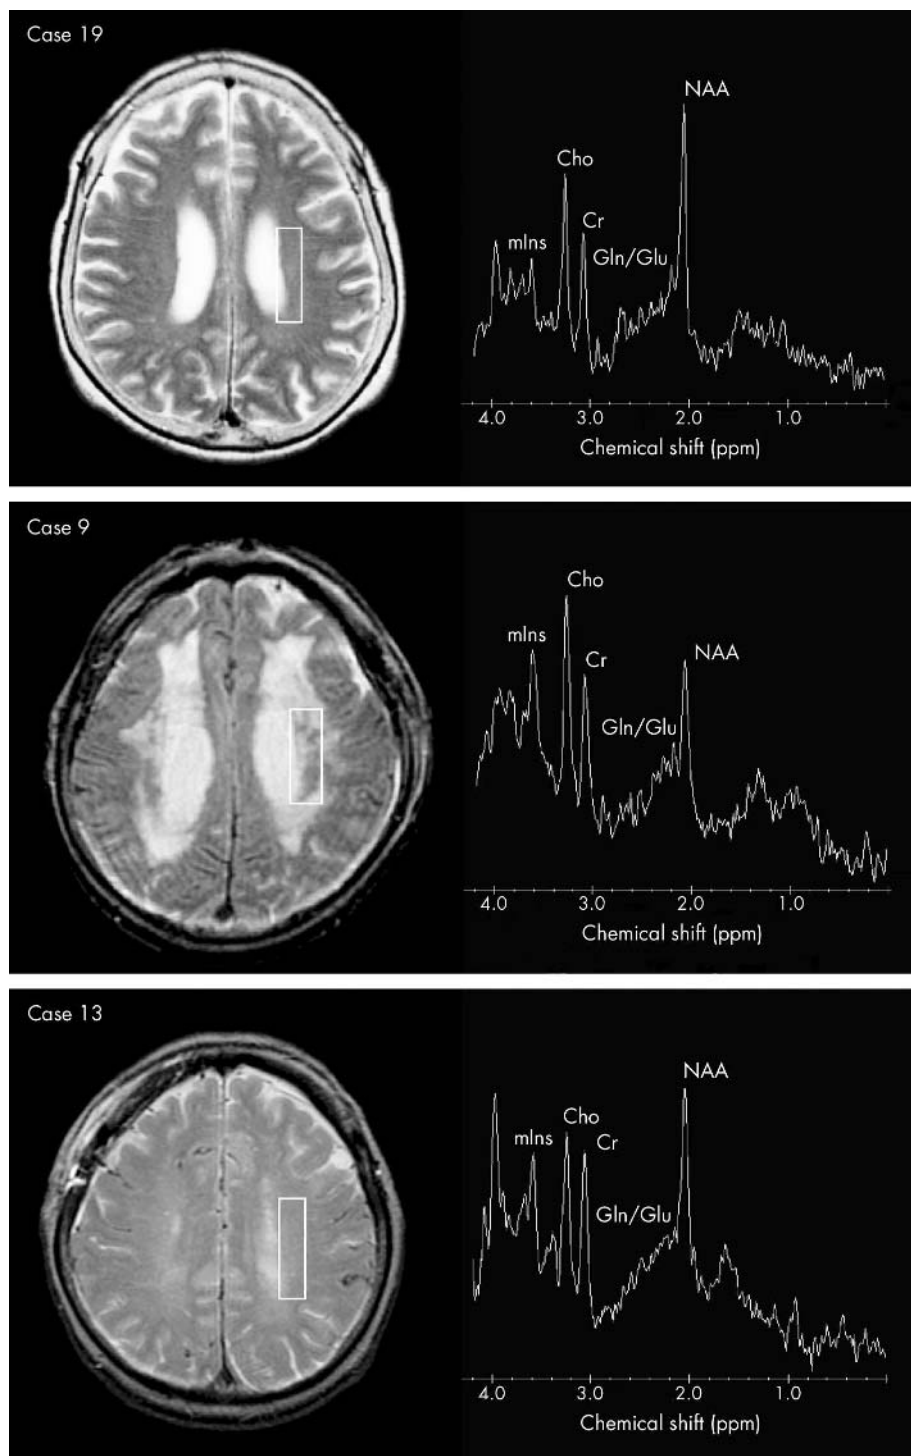 Case 19
NAA
Cho
Cr
mIns
Gln/Glu
4.0 3.0 2.0 1.0
Chemical shift (ppm)
Case 9
Cho
mIns
Cr
NAA
Gln/Glu
4.0 3.0 2.0 1.0
Chemical shift (ppm)
Case 13
NAA
Cho
mIns
Cr
Gln/Glu
4.0 3.0 2.0 1.0
Chemical shift (ppm)